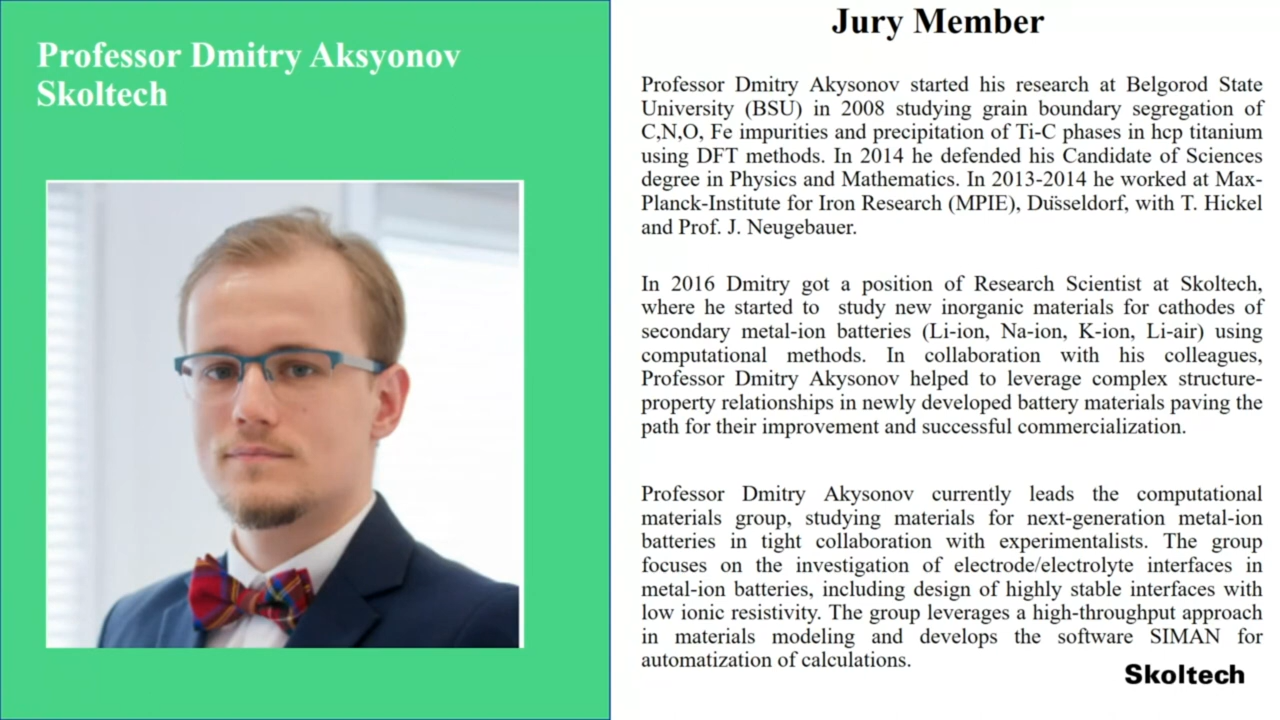 Professor Dmitry Aksyonov
Skoltech
Jury Member
Professor Dmitry Akysonov started his research at Belgorod State
University (BSU) in 2008 studying grain boundary segregation of
C,N,O, Fe impurities and precipitation of Ti-C phases in hcp titanium
using DFT methods. In 2014 he defended his Candidate of Sciences
degree in Physics and Mathematics. In 2013-2014 he worked at Max-
Planck-Institute for Iron Research (MPIE), Du̎sseldorf, with T. Hickel
and Prof. J. Neugebauer.
In 2016 Dmitry got a position of Research Scientist at Skoltech,
where he started to study new inorganic materials for cathodes of
secondary metal-ion batteries (Li-ion, Na-ion, K-ion, Li-air) using
computational methods. In collaboration with his colleagues,
Professor Dmitry Akysonov helped to leverage complex structure-
property relationships in newly developed battery materials paving the
path for their improvement and successful commercialization.
Professor Dmitry Akysonov currently leads the computational
materials group, studying materials for next-generation metal-ion
batteries in tight collaboration with experimentalists. The group
focuses on the investigation of electrode/electrolyte interfaces in
metal-ion batteries, including design of highly stable interfaces with
low ionic resistivity. The group leverages a high-throughput approach
in materials modeling and develops the software SIMAN for
automatization of calculations.
Skoltech